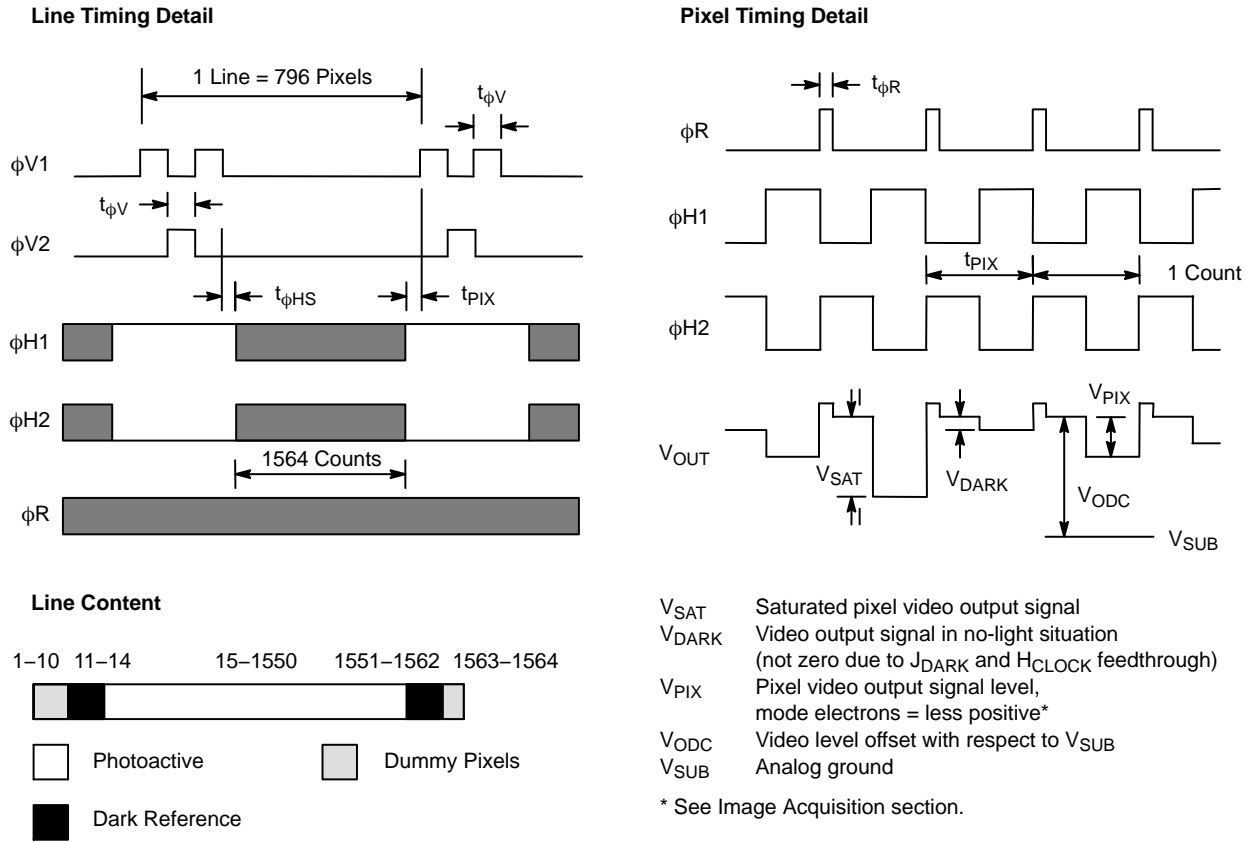 Line Timing Detail
1 Line = 796 Pixels
tϕV
ϕV1
tϕV
ϕV2
tϕHS
tPIX
ϕH1
ϕH2
1564 Counts
ϕR
Line Content
1–10 11–14 15–1550 1551–1562 1563–1564
Photoactive
Dummy Pixels
Dark Reference
Pixel Timing Detail
tϕR
ϕR
ϕH1
tPIX
1 Count
ϕH2
VPIX
VOUT
VSAT
VDARK
VODC
VSUB
VSAT Saturated pixel video output signal
VDARK Video output signal in no-light situation
(not zero due to JDARK and HCLOCK feedthrough)
VPIX Pixel video output signal level,
mode electrons = less positive*
VODC Video level offset with respect to VSUB
VSUB Analog ground
* See Image Acquisition section.